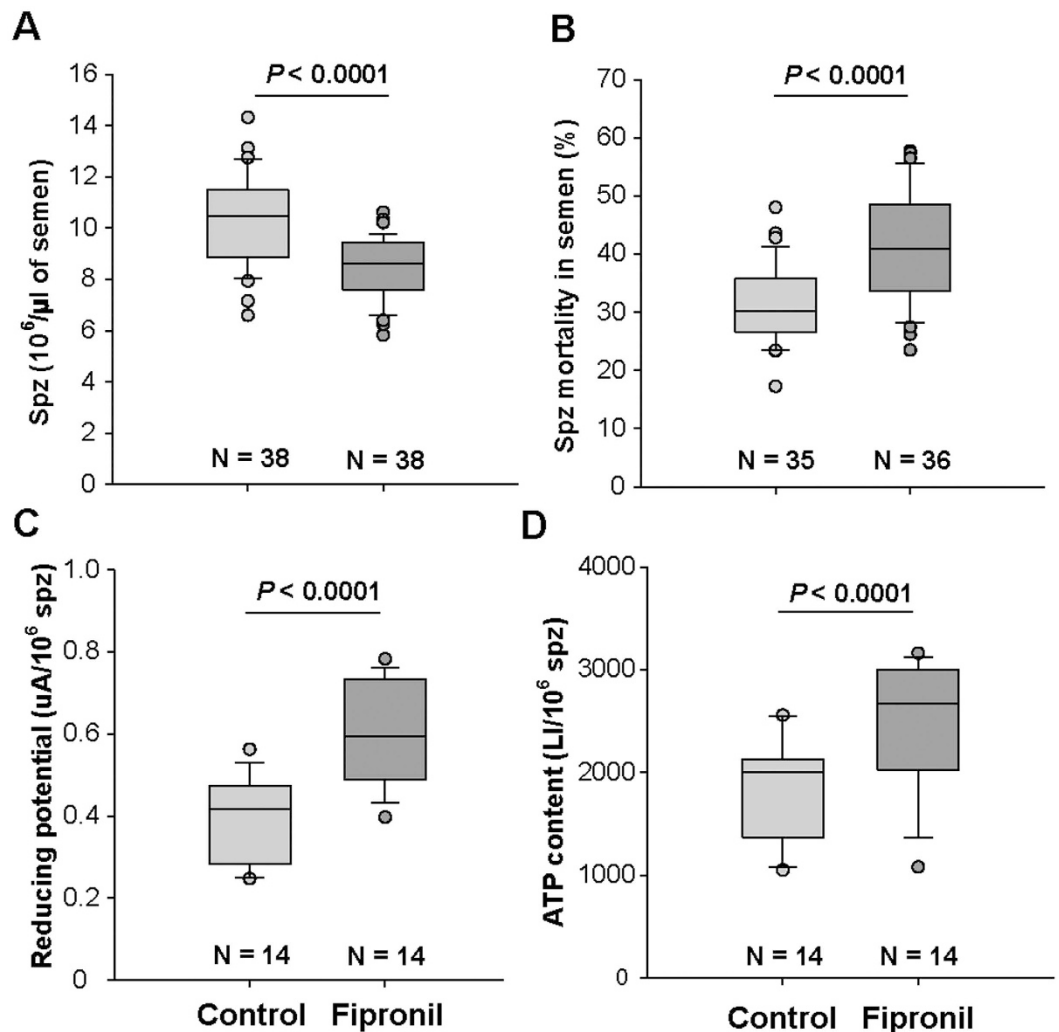 A
Spz (10⁶/µl of semen)
16
14
12
10
8
6
4
2
0
P < 0.0001
N = 38
N = 38
B
Spz mortality in semen (%)
70
60
50
40
30
20
10
0
P < 0.0001
N = 35
N = 36
C
Reducing potential (uA/10⁶ spz)
1.0
0.8
0.6
0.4
0.2
0
P < 0.0001
N = 14
N = 14
Control
Fipronil
D
ATP content (LI/10⁶ spz)
4000
3000
2000
1000
0
P < 0.0001
N = 14
N = 14
Control
Fipronil